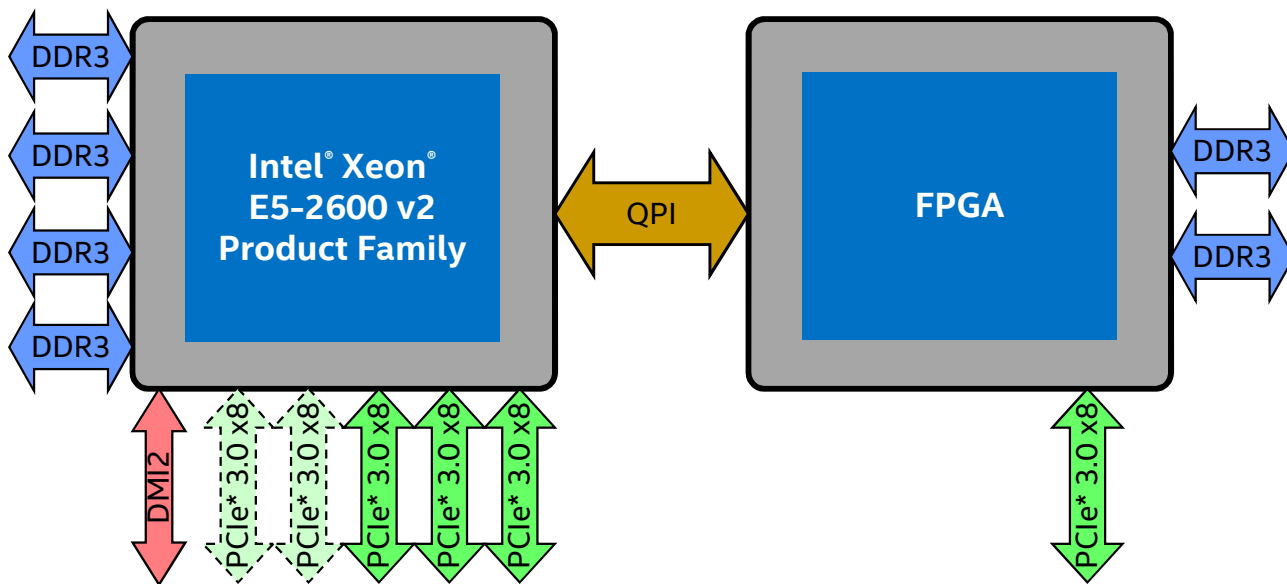 DDR3
DDR3
DDR3
DDR3
Intel® Xeon®
E5-2600 v2
Product Family
QPI
FPGA
DDR3
DDR3
DMI2
PCIe* 3.0 x8
PCIe* 3.0 x8
PCIe* 3.0 x8
PCIe* 3.0 x8
PCIe* 3.0 x8
PCIe* 3.0 x8